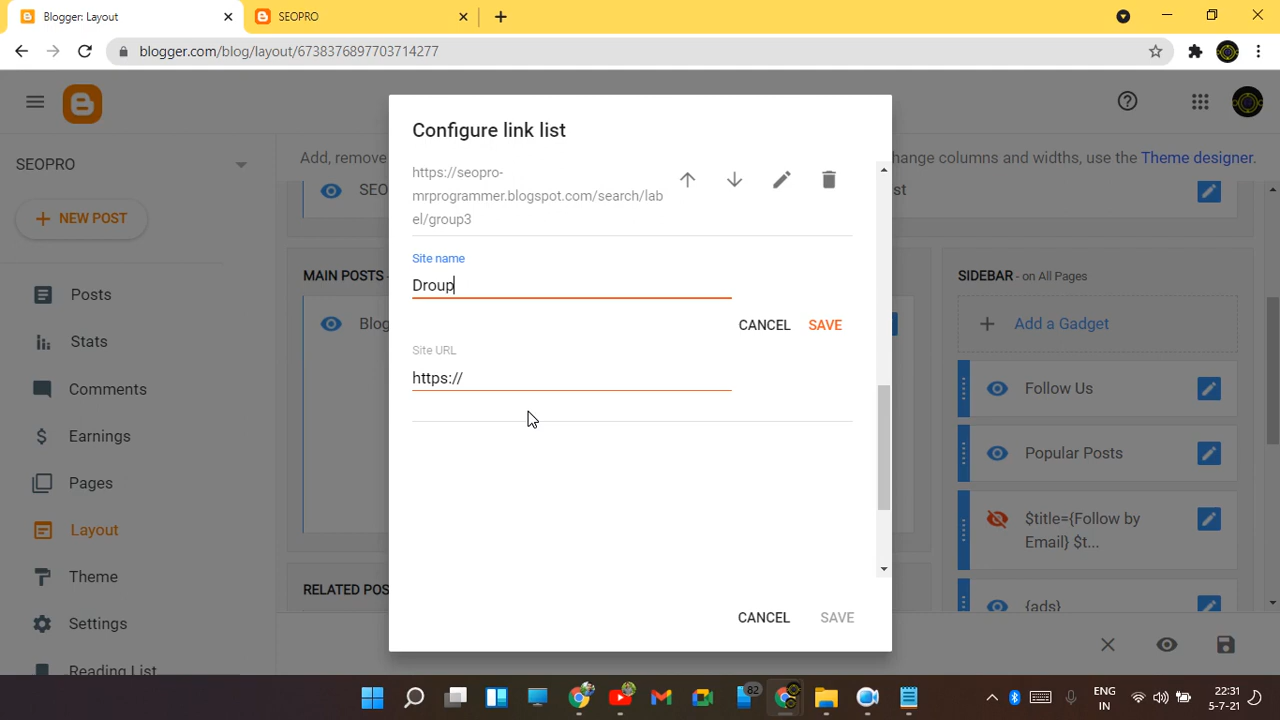 Blogger: Layout
SEOPRO
blogger.com/blog/layout/6738376897703714277
SEOPRO
NEW POST
Posts
Stats
Comments
Earnings
Pages
Layout
Theme
Settings
Reading List
Add, remove
hange columns and widths, use the Theme designer.
SEO
st
MAIN POSTS -
Blog
RELATED POS
SIDEBAR - on All Pages
Add a Gadget
Follow Us
Popular Posts
$title={Follow by
Email} $t...
{ads}
Configure link list
https://seopro-
mrprogrammer.blogspot.com/search/lab
el/group3
Site name
Droup
CANCEL SAVE
Site URL
https://
CANCEL SAVE
82
ENG
IN
22:31
5-7-21